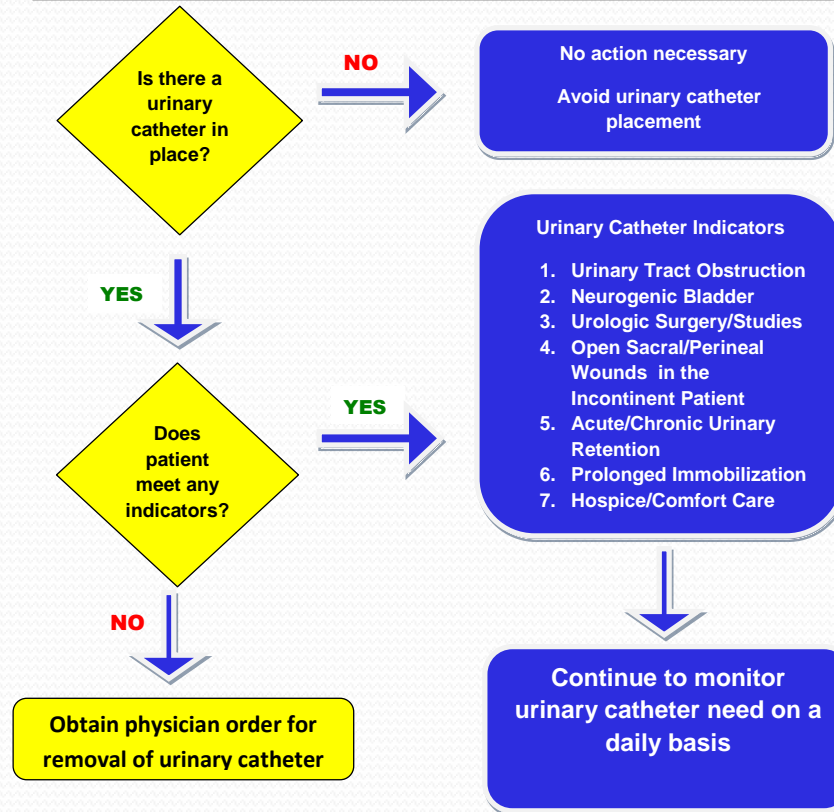 Is there a
urinary
catheter in
place?
NO
No action necessary
Avoid urinary catheter
placement
YES
Does
patient
meet any
indicators?
YES
Urinary Catheter Indicators
1. Urinary Tract Obstruction
2. Neurogenic Bladder
3. Urologic Surgery/Studies
4. Open Sacral/Perineal
Wounds in the
Incontinent Patient
5. Acute/Chronic Urinary
Retention
6. Prolonged Immobilization
7. Hospice/Comfort Care
NO
Obtain physician order for
removal of urinary catheter
Continue to monitor
urinary catheter need on a
daily basis